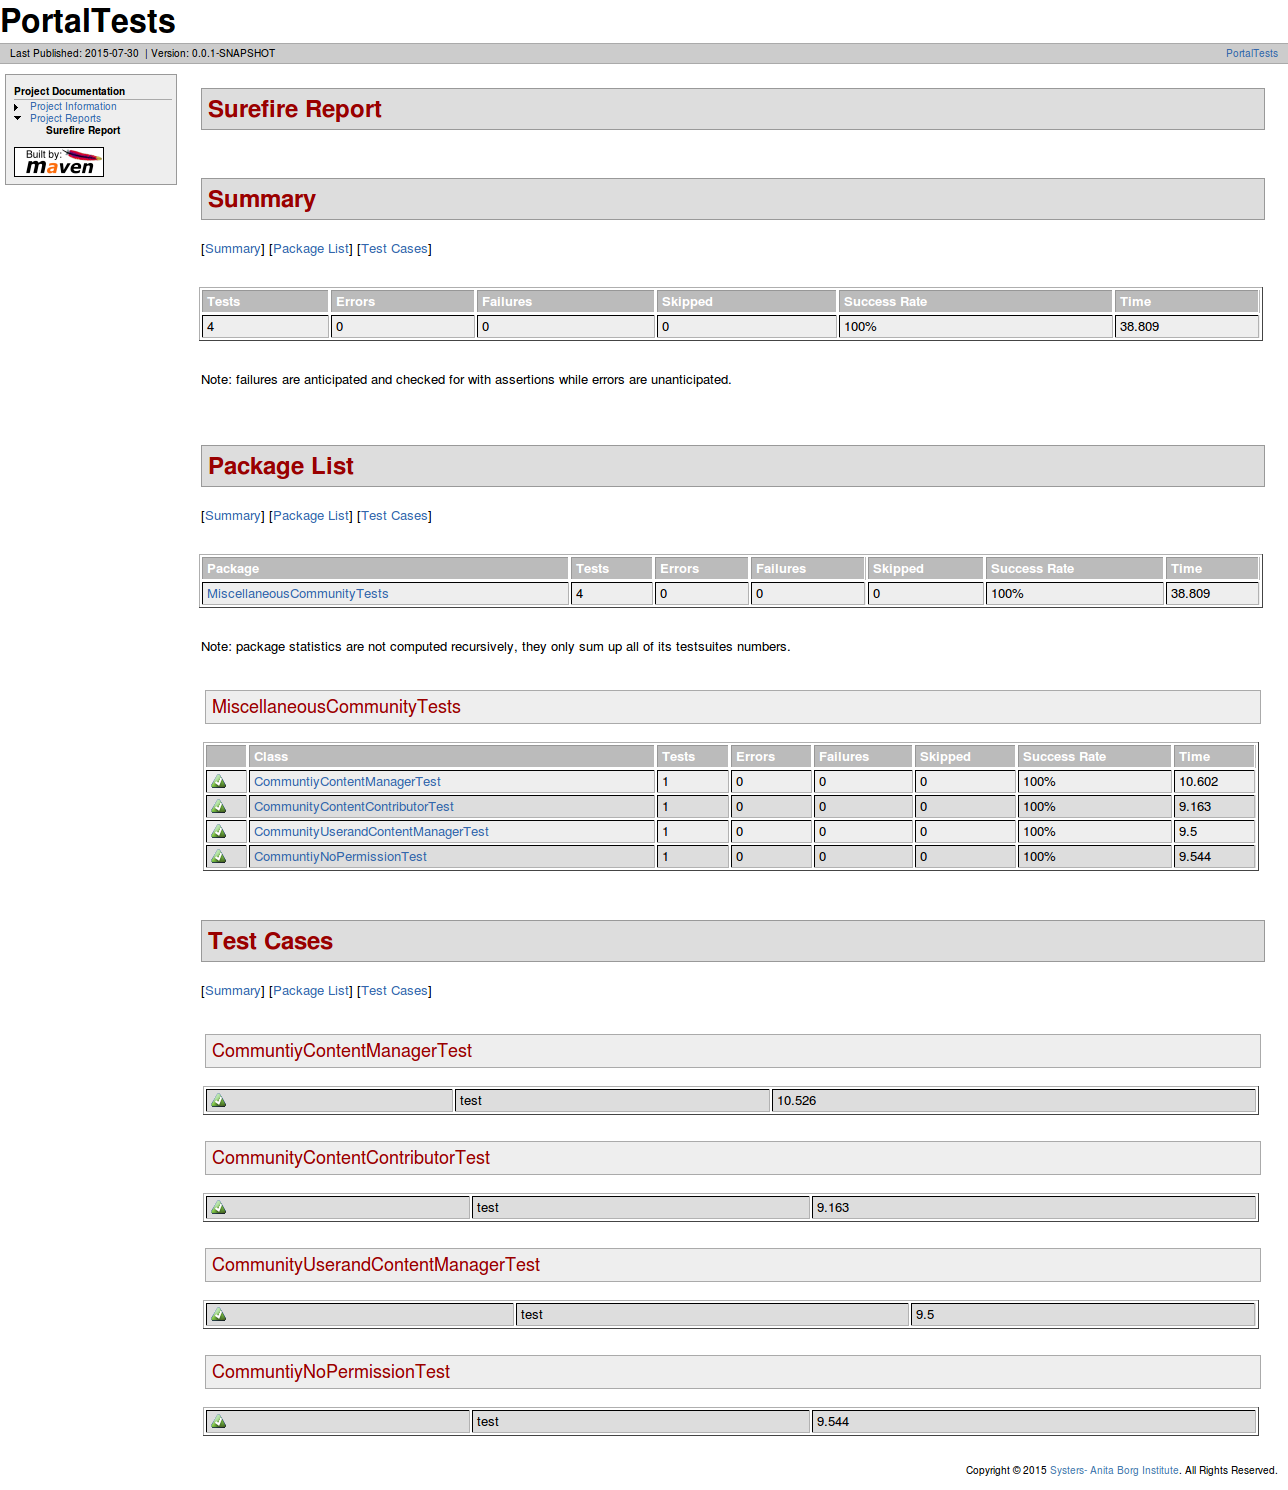 PortalTests
Last Published: 2015-07-30 | Version: 0.0.1-SNAPSHOT PortalTests
Project Documentation
Project Information
Project Reports
Surefire Report
Built by:
maven
Surefire Report
Summary
[Summary] [Package List] [Test Cases]
Tests Errors Failures Skipped Success Rate Time
4 0 0 0 100% 38.809
Note: failures are anticipated and checked for with assertions while errors are unanticipated.
Package List
[Summary] [Package List] [Test Cases]
Package Tests Errors Failures Skipped Success Rate Time
MiscellaneousCommunityTests 4 0 0 0 100% 38.809
Note: package statistics are not computed recursively, they only sum up all of its testsuites numbers.
MiscellaneousCommunityTests
Class Tests Errors Failures Skipped Success Rate Time
CommuntiyContentManagerTest 1 0 0 0 100% 10.602
CommunityContentContributorTest 1 0 0 0 100% 9.163
CommunityUserandContentManagerTest 1 0 0 0 100% 9.5
CommuntiyNoPermissionTest 1 0 0 0 100% 9.544
Test Cases
[Summary] [Package List] [Test Cases]
CommuntiyContentManagerTest
test 10.526
CommunityContentContributorTest
test 9.163
CommunityUserandContentManagerTest
test 9.5
CommuntiyNoPermissionTest
test 9.544
Copyright © 2015 Systers- Anita Borg Institute. All Rights Reserved.